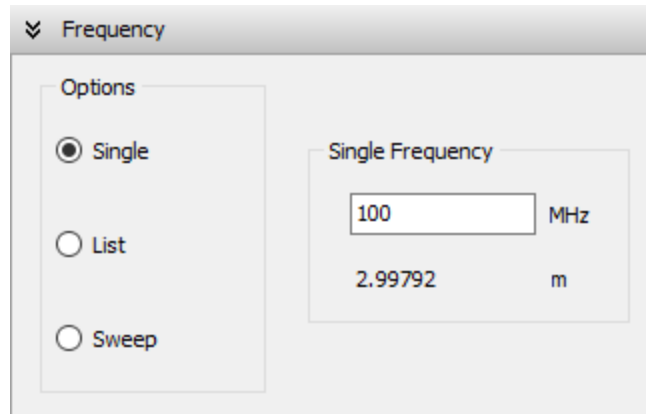 Frequency
Options
Single
List
Sweep
Single Frequency
100 MHz
2.99792 m